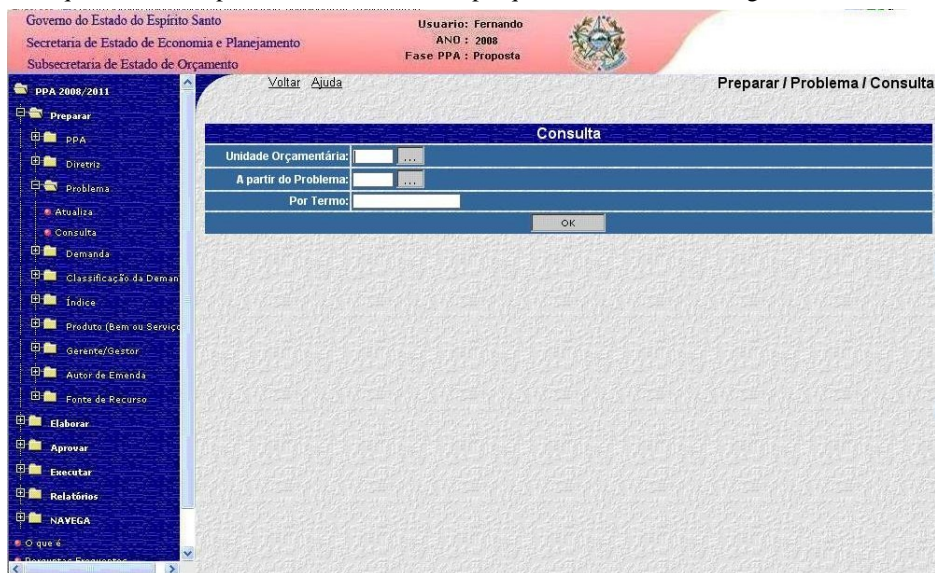 Governo do Estado do Espírito Santo
Secretaria de Estado de Economia e Planejamento
Subsecretaria de Estado de Orçamento
Usuario: Fernando
ANO : 2008
Fase PPA : Proposta
Voltar Ajuda
Preparar / Problema / Consulta
PPA 2008/2011
Preparar
PPA
Diretriz
Problema
Atualiza
Consulta
Demanda
Classificação da Deman
Índice
Produto (Bem ou Serviço
Gerente/Gestor
Autor de Emenda
Fonte de Recurso
Elaborar
Aprovar
Executar
Relatórios
NAVEGA
O que é
Perguntas Frequentes
Consulta
Unidade Orçamentária: ...
A partir do Problema: ...
Por Termo:
OK